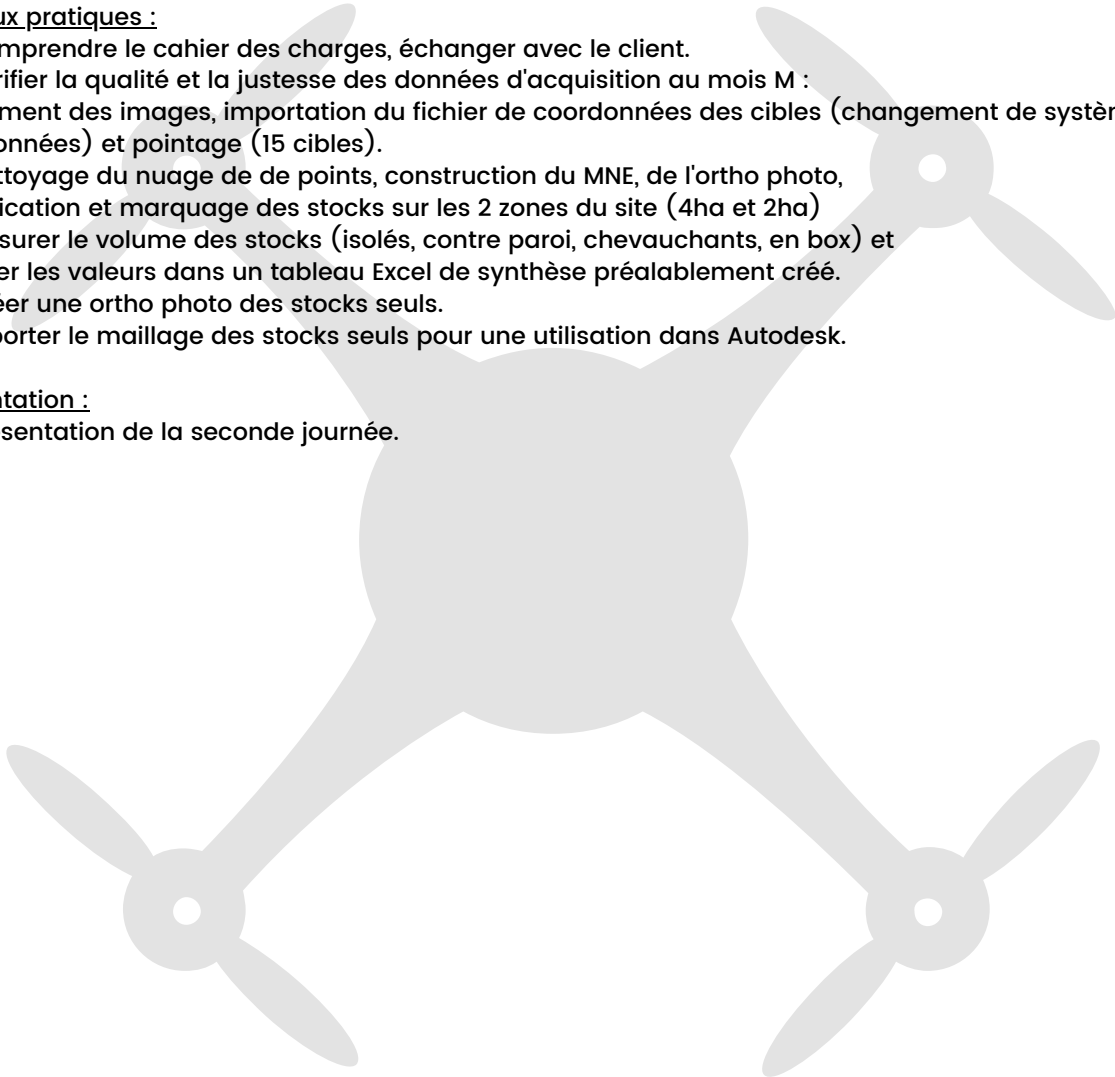 ux pratiques :
mprendre le cahier des charges, échanger avec le client.
rifier la qualité et la justesse des données d'acquisition au mois M :
ment des images, importation du fichier de coordonnées des cibles (changement de systèm
onnées) et pointage (15 cibles).
ttoyage du nuage de de points, construction du MNE, de l'ortho photo,
ication et marquage des stocks sur les 2 zones du site (4ha et 2ha)
surer le volume des stocks (isolés, contre paroi, chevauchants, en box) et
er les valeurs dans un tableau Excel de synthèse préalablement créé.
éer une ortho photo des stocks seuls.
porter le maillage des stocks seuls pour une utilisation dans Autodesk.
ntation :
sentation de la seconde journée.